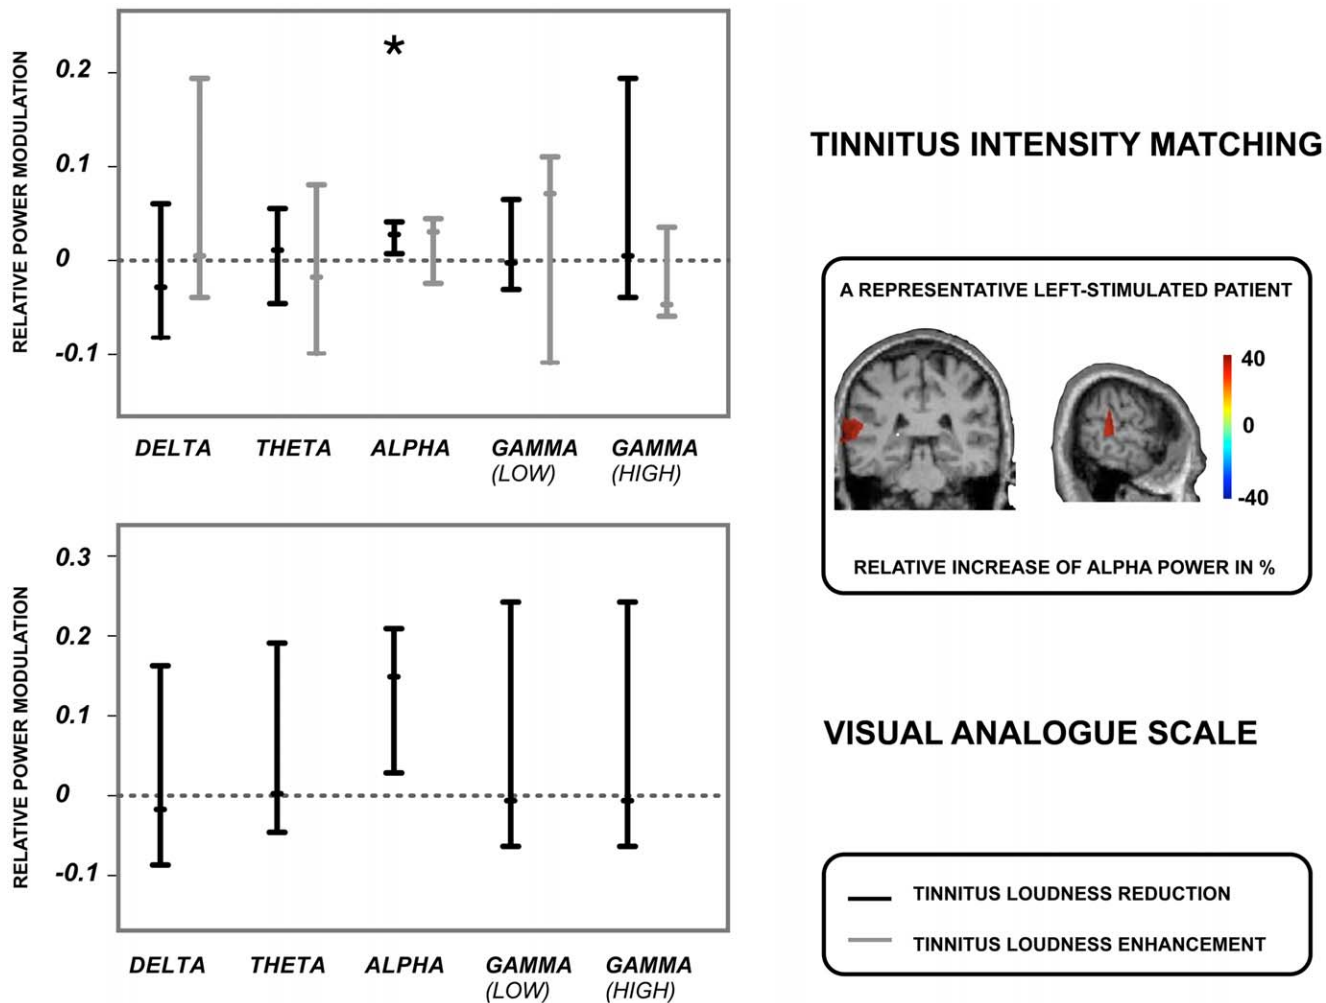 RELATIVE POWER MODULATION
0.2
0.1
0
-0.1
*
DELTA THETA ALPHA GAMMA GAMMA
(LOW) (HIGH)
TINNITUS INTENSITY MATCHING
A REPRESENTATIVE LEFT-STIMULATED PATIENT
40
0
-40
RELATIVE INCREASE OF ALPHA POWER IN %
RELATIVE POWER MODULATION
0.3
0.2
0.1
0
-0.1
DELTA THETA ALPHA GAMMA GAMMA
(LOW) (HIGH)
VISUAL ANALOGUE SCALE
TINNITUS LOUDNESS REDUCTION
TINNITUS LOUDNESS ENHANCEMENT